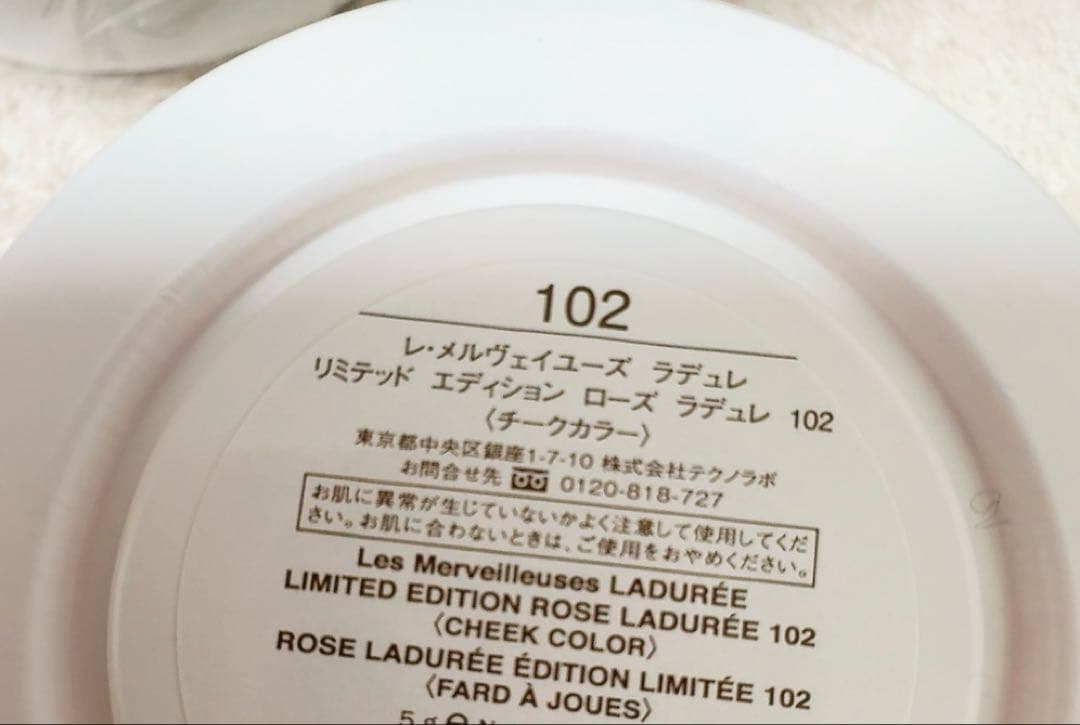 102
レ・メルヴェイユーズ ラデュレ
リミテッド エディション ローズ ラデュレ 102
〈チークカラー〉
東京都中央区銀座1-7-10 株式会社テクノラボ
お問合せ先 0120-818-727
お肌に異常が生じていないかよく注意して使用してくだ
さい。お肌に合わないときは、ご使用をおやめください。
Les Merveilleuses LADURÉE
LIMITED EDITION ROSE LADURÉE 102
〈CHEEK COLOR〉
ROSE LADURÉE ÉDITION LIMITÉE 102
〈FARD À JOUES〉
5 g ℮ N